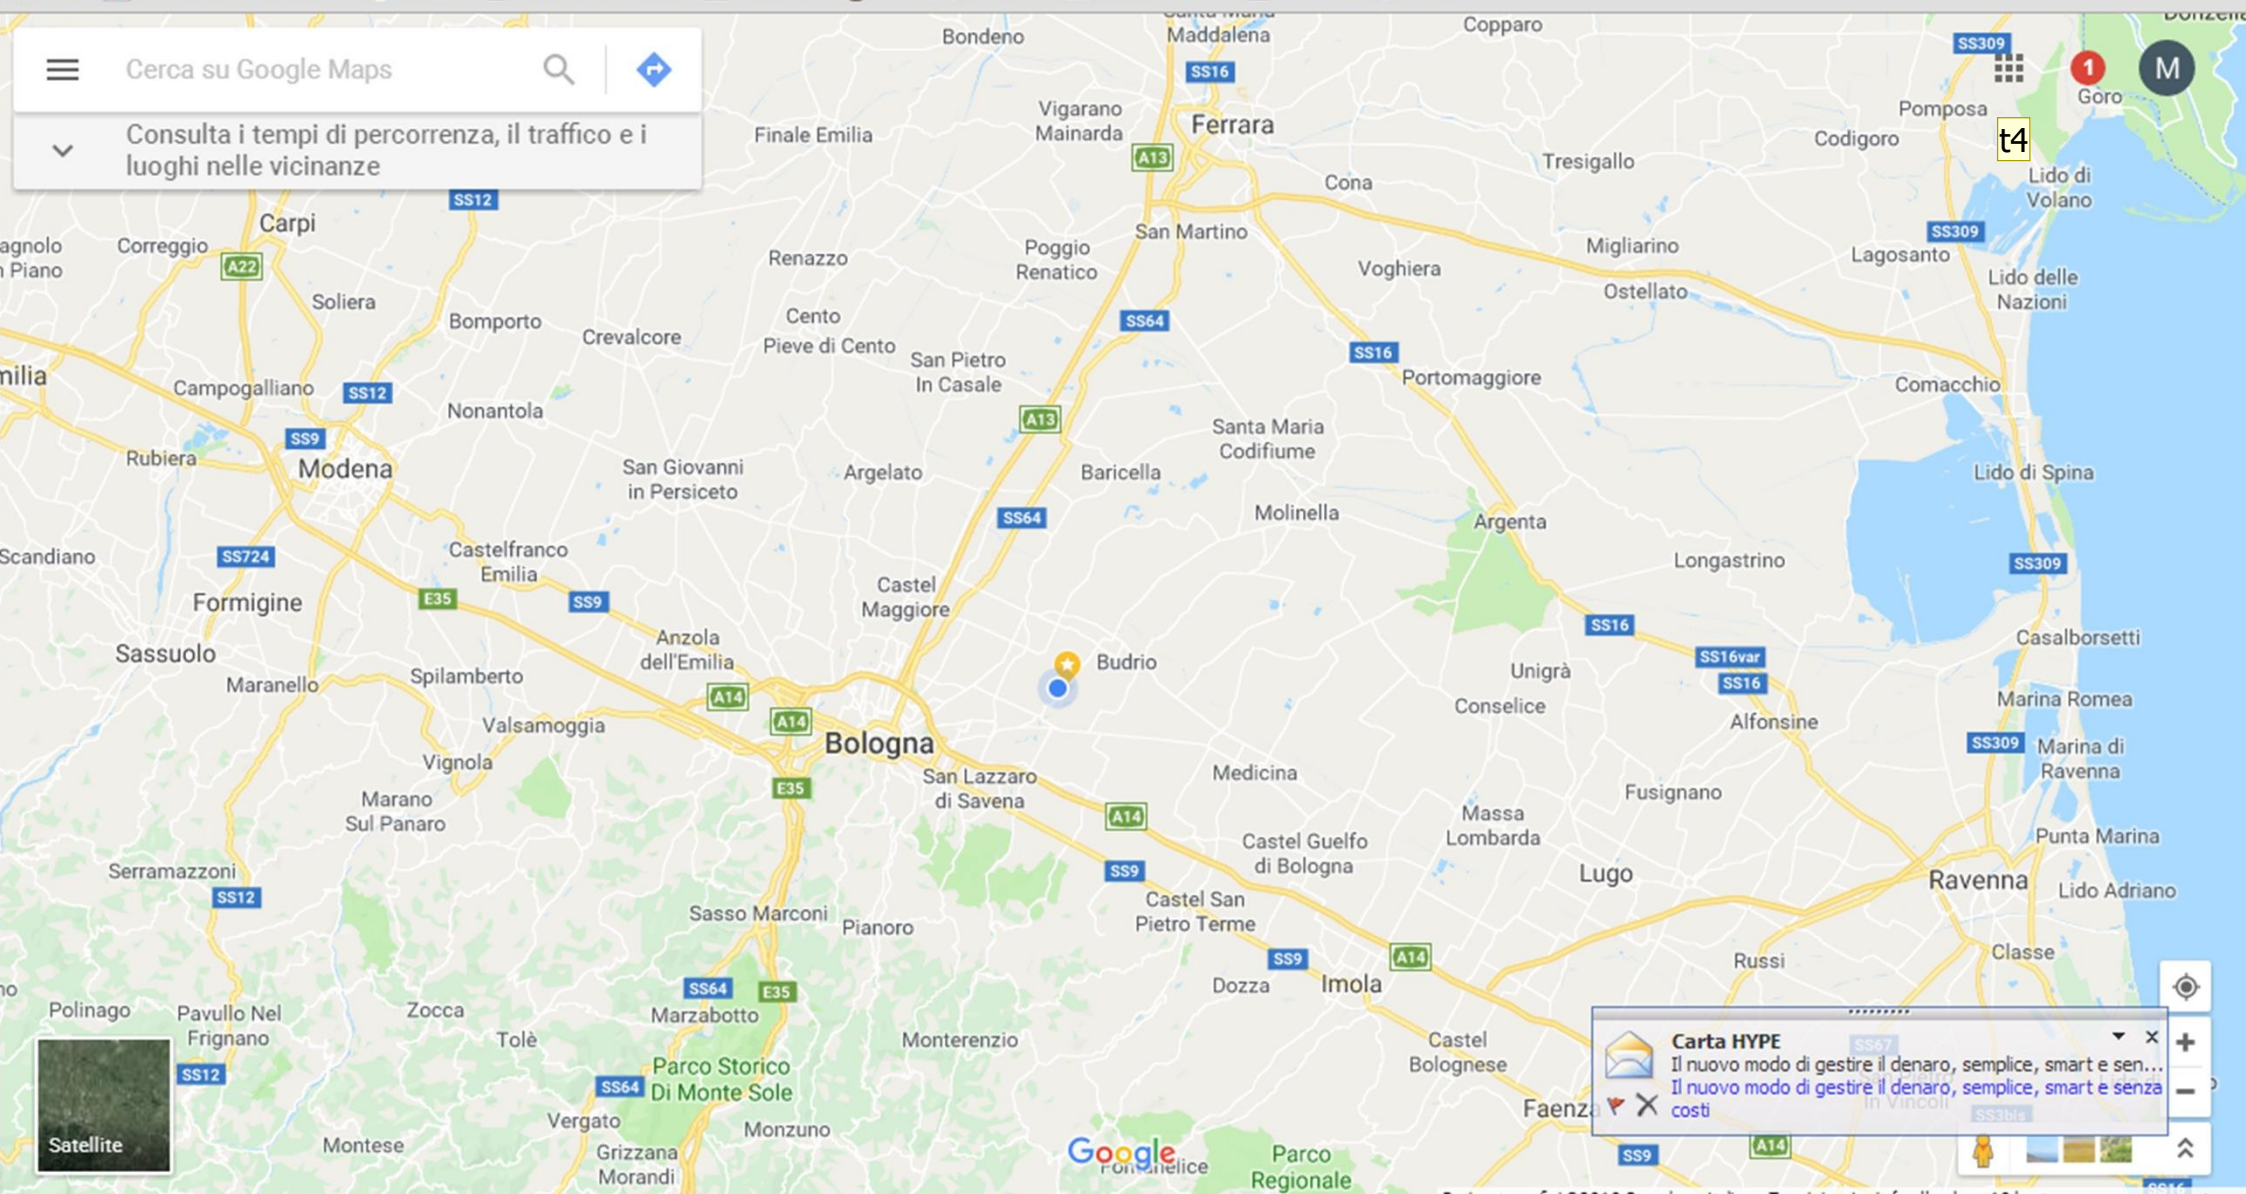 Santa Maria
Maddalena
Bondeno
Copparo
SS309
Cerca su Google Maps
SS16
1
M
Goro
Vigarano
Mainarda
Pomposa
Finale Emilia
Ferrara
Codigoro
t4
Consulta i tempi di percorrenza, il traffico e i
luoghi nelle vicinanze
A13
Tresigallo
Cona
Lido di
Volano
SS12
Carpi
San Martino
SS309
Correggio
Poggio
Renatico
Migliarino
Lagosanto
A22
Renazzo
Voghiera
Lido delle
Nazioni
Soliera
Ostellato
Bomporto
Cento
SS64
Crevalcore
Pieve di Cento
SS16
San Pietro
In Casale
Portomaggiore
Campogalliano
SS12
Comacchio
Nonantola
A13
SS9
Santa Maria
Codifiume
Rubiera
Modena
San Giovanni
in Persiceto
Argelato
Baricella
Lido di Spina
SS64
Molinella
Argenta
Scandiano
SS724
Castelfranco
Emilia
Longastrino
SS309
Castel
Maggiore
Formigine
E35
SS9
SS16
Anzola
dell'Emilia
Casalborsetti
Sassuolo
Budrio
SS16var
Maranello
Spilamberto
Unigrà
SS16
A14
Marina Romea
Conselice
Valsamoggia
A14
Alfonsine
Bologna
SS309
Marina di
Ravenna
Vignola
San Lazzaro
di Savena
Medicina
E35
Fusignano
Marano
Sul Panaro
A14
Massa
Lombarda
Punta Marina
Castel Guelfo
di Bologna
Serramazzoni
SS9
Lugo
Ravenna
Lido Adriano
SS12
Castel San
Pietro Terme
Sasso Marconi
Pianoro
Classe
SS9
A14
Russi
Dozza
Imola
SS64
E35
Polinago
Pavullo Nel
Frignano
Zocca
Marzabotto
Tolè
Monterenzio
Castel
Bolognese
Carta HYPE
SS67
Il nuovo modo di gestire il denaro, semplice, smart e sen...
Il nuovo modo di gestire il denaro, semplice, smart e senza
costi
in Vincoli
SS3bis
SS12
Parco Storico
Di Monte Sole
SS64
Faenza
Vergato
Monzuno
Satellite
Montese
Grizzana
Morandi
Google
Parco
Regionale
SS9
A14